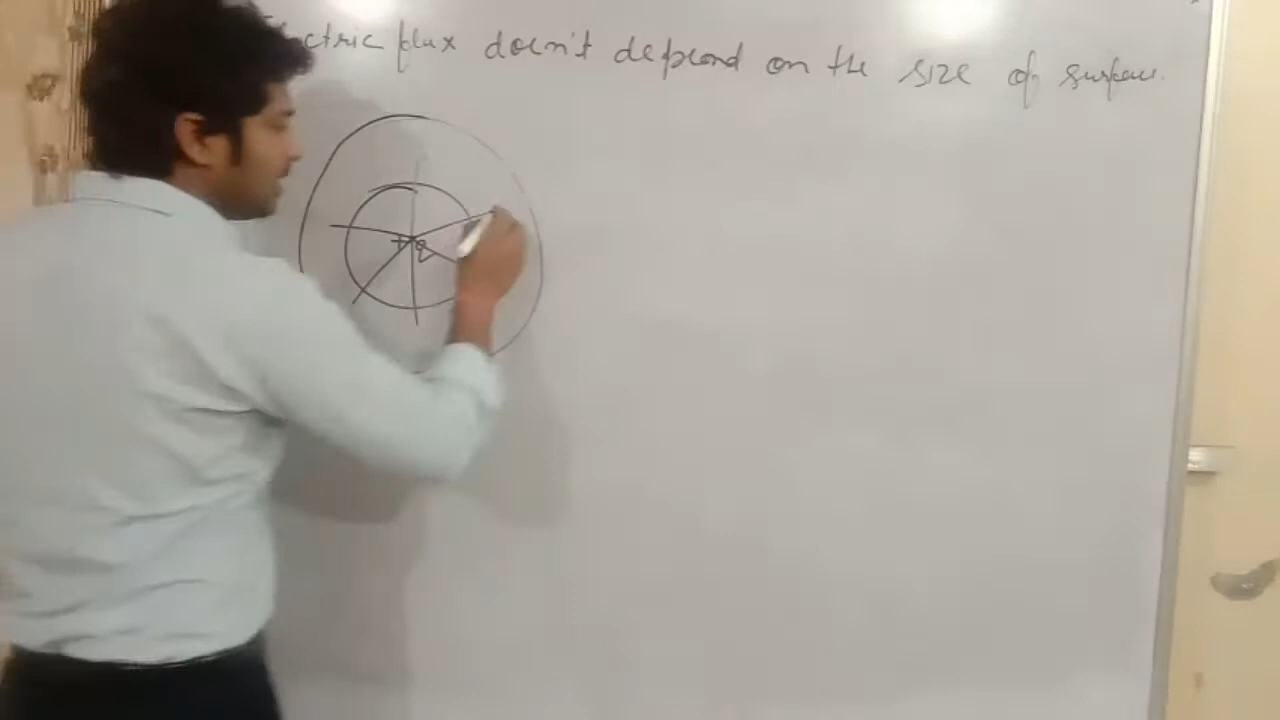 ctric flux doesn't depend on the size of surface.
+Q